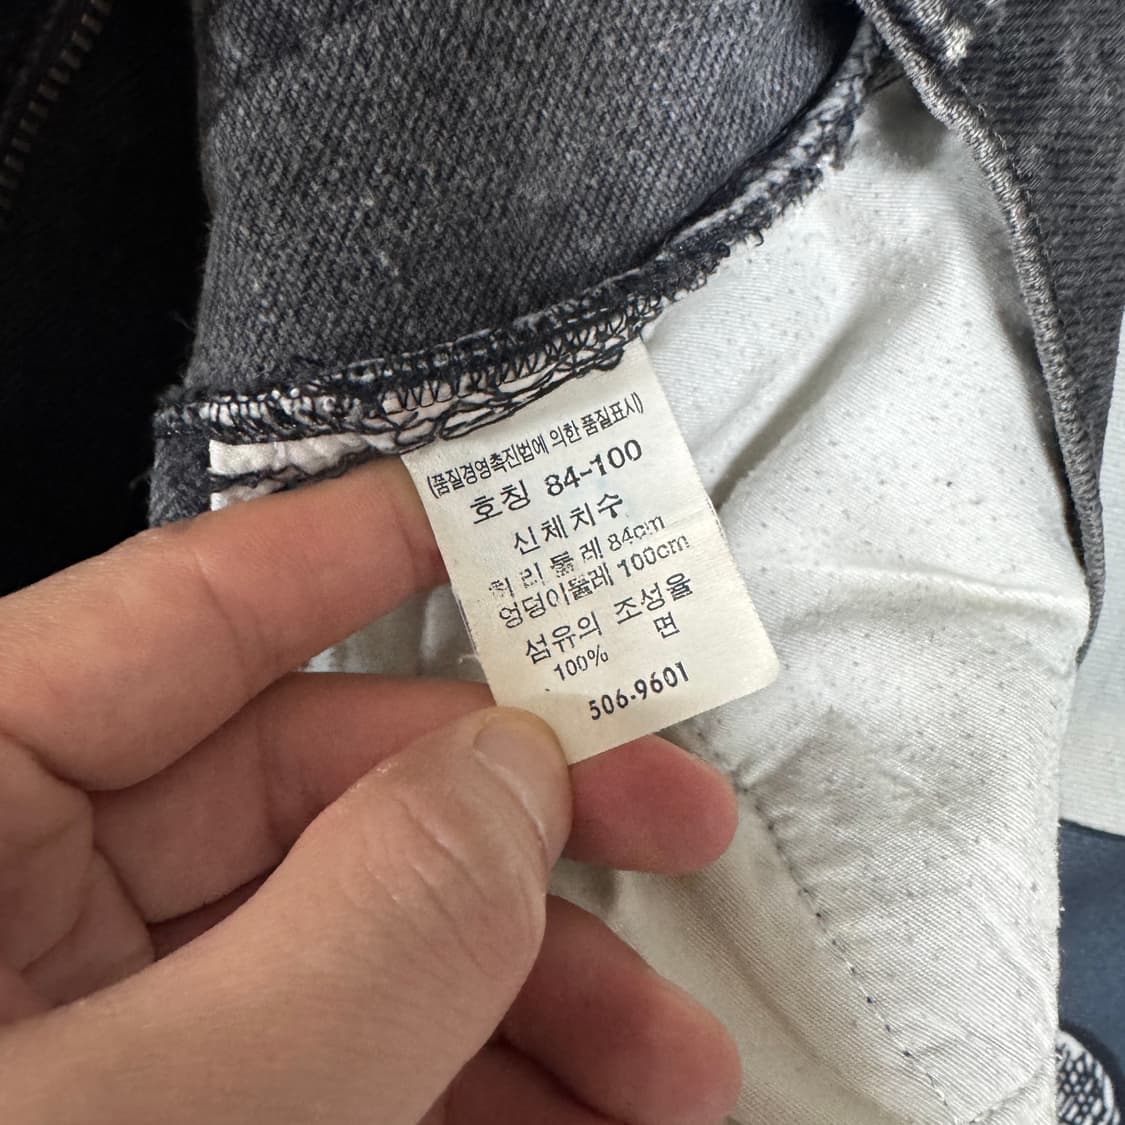 (품질경영촉진법에 의한 품질표시)
호칭 84-100
신체치수
허리둘레 84cm
엉덩이둘레 100cm
섬유의 조성율
면
100%
506-9601